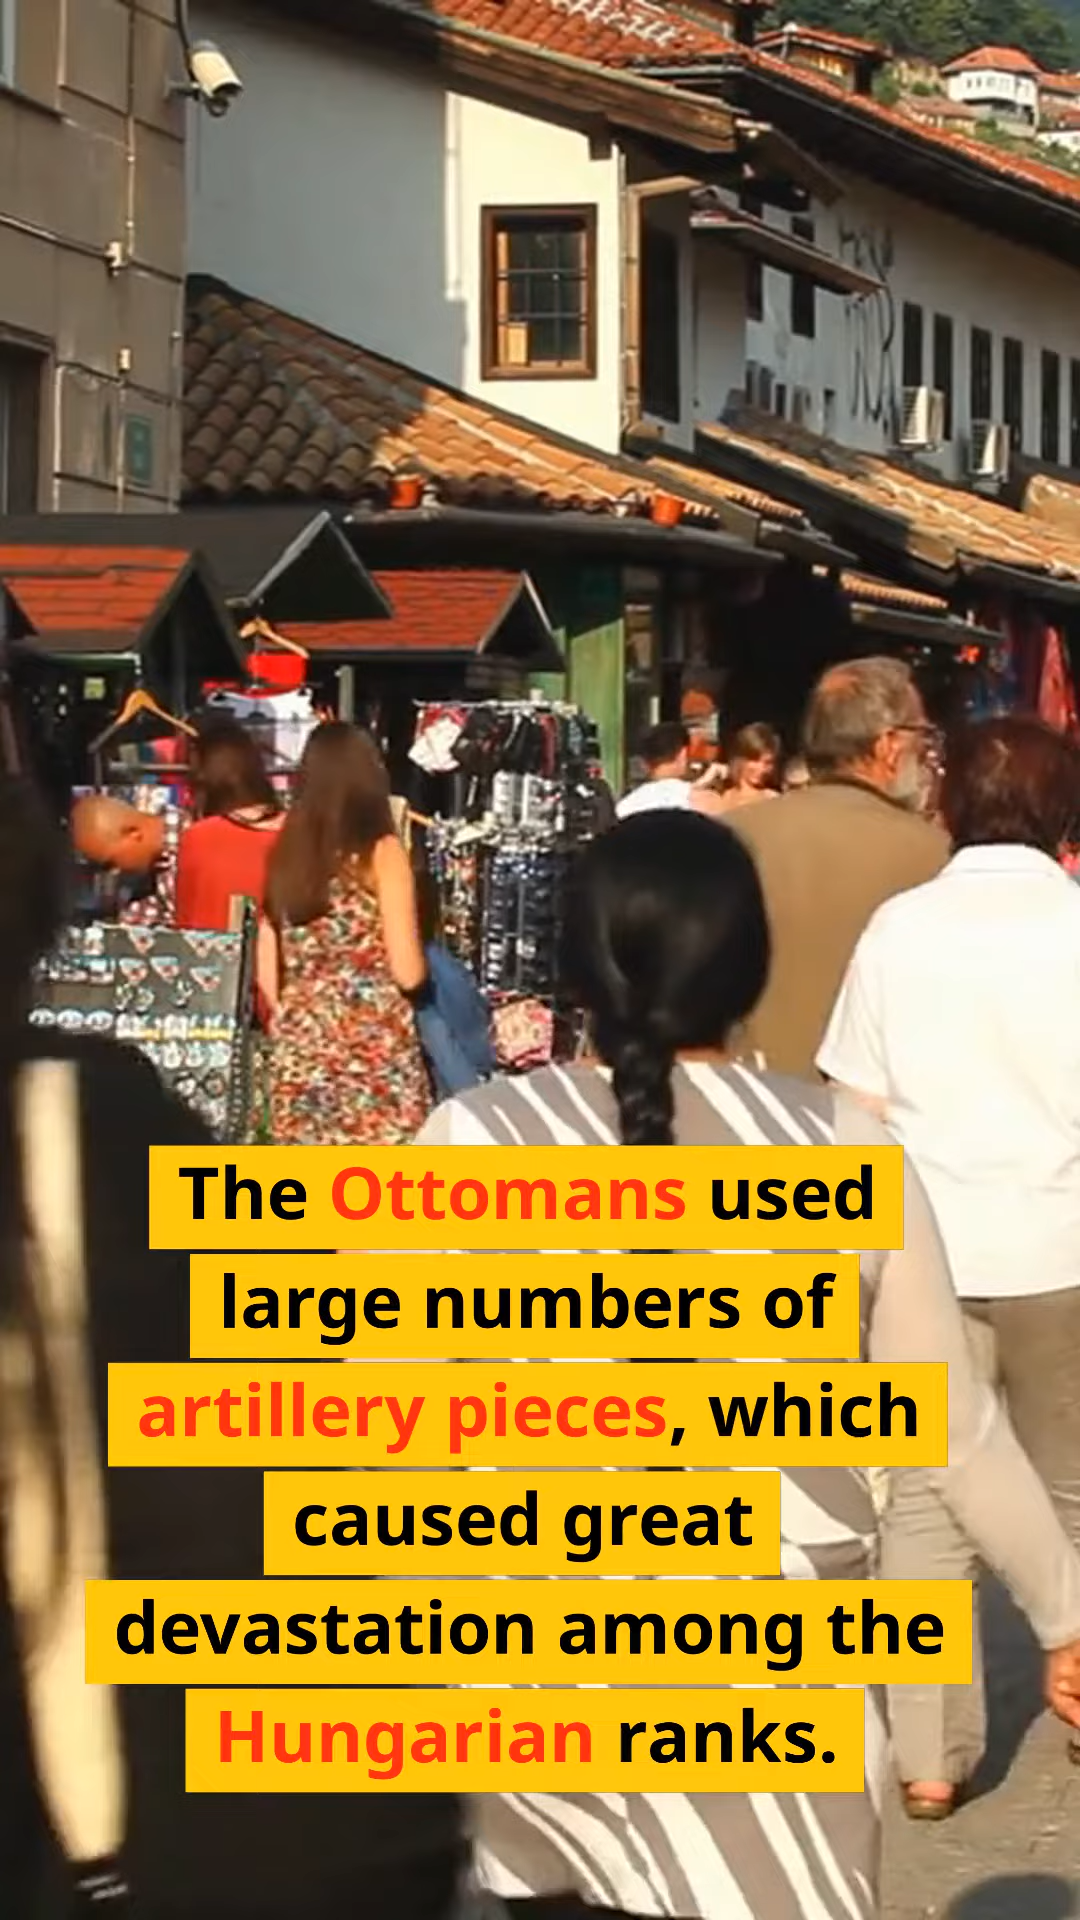 The Ottomans used
large numbers of
artillery pieces, which
caused great
devastation among the
Hungarian ranks.